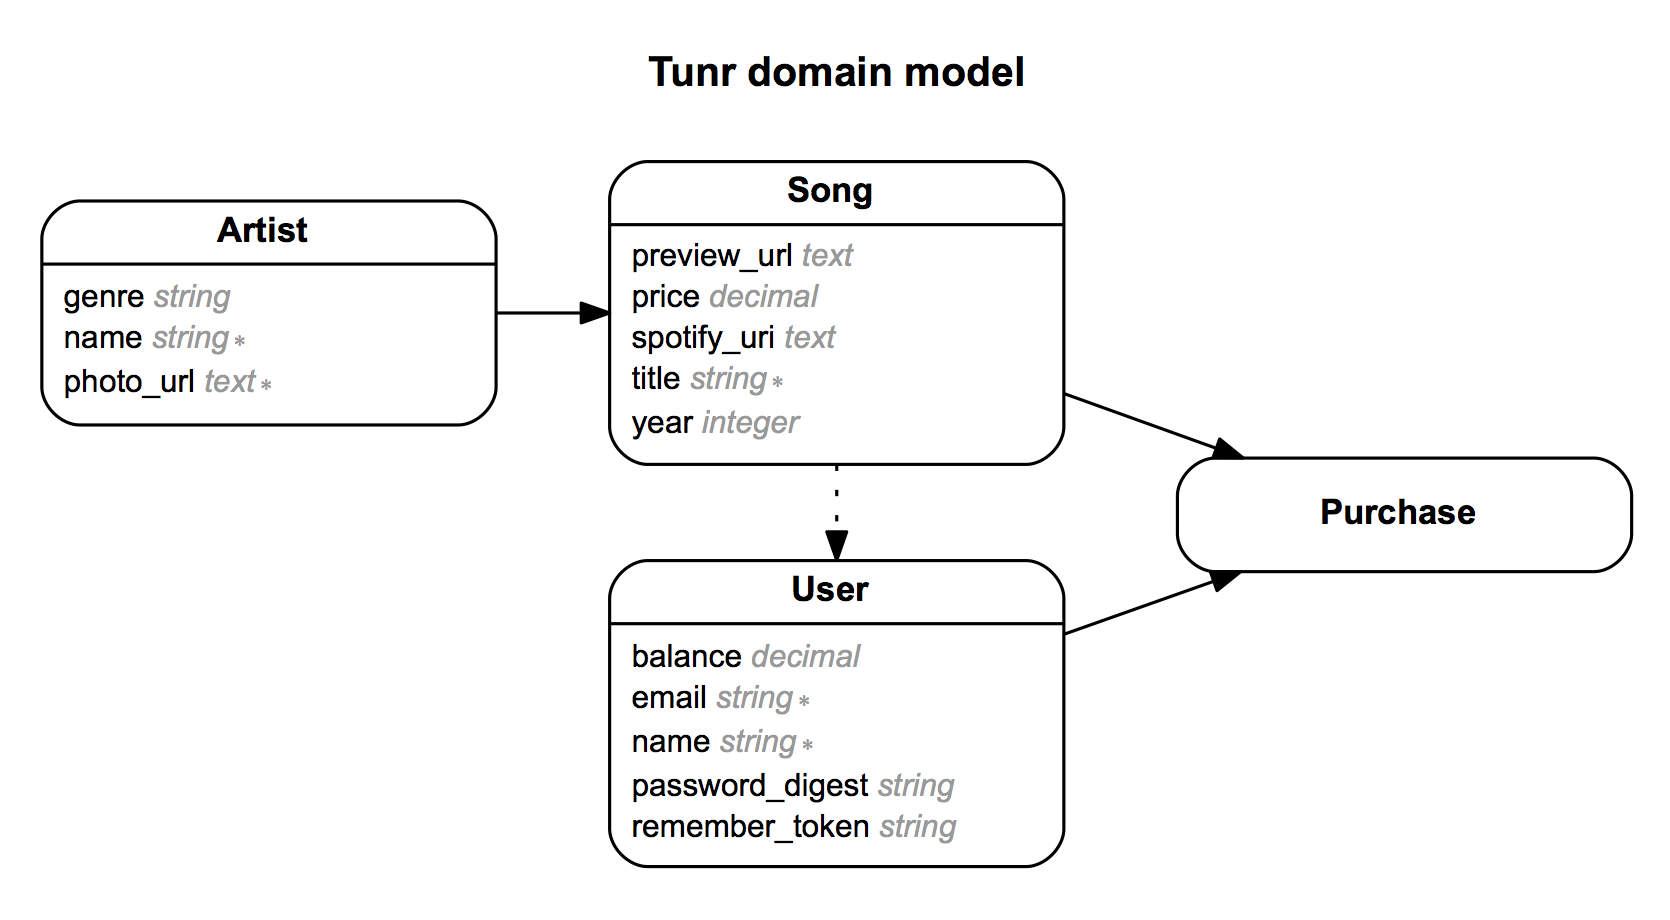 Tunr domain model
Artist
genre string
name string *
photo_url text *
Song
preview_url text
price decimal
spotify_uri text
title string *
year integer
User
balance decimal
email string *
name string *
password_digest string
remember_token string
Purchase